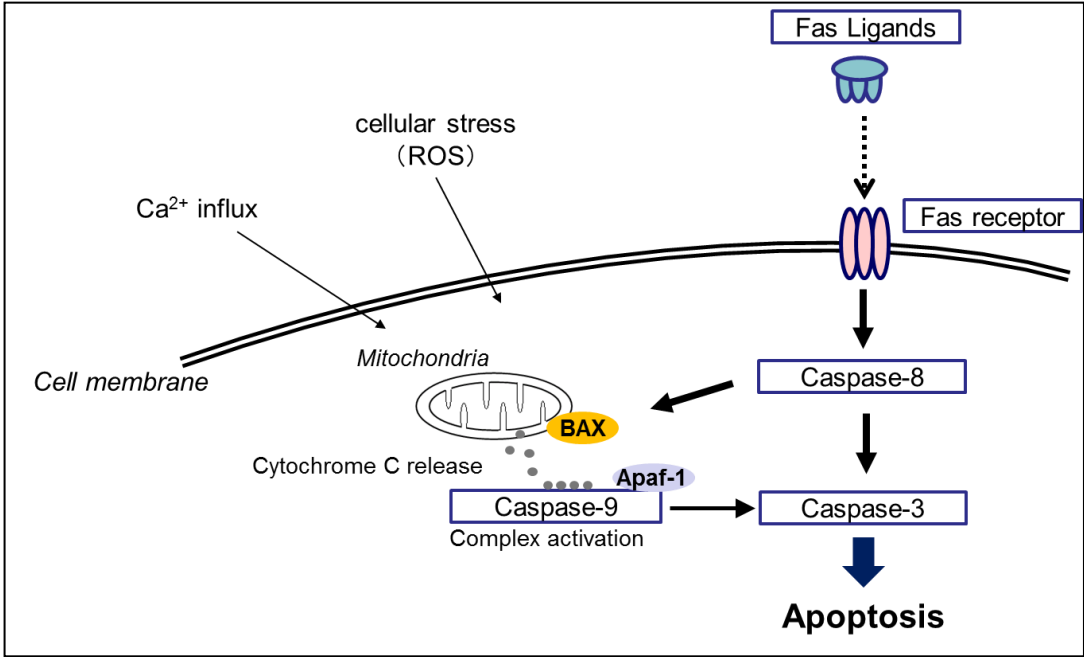 Fas Ligands
cellular stress
（ROS）
Ca²⁺ influx
Fas receptor
Cell membrane
Mitochondria
Caspase-8
BAX
Cytochrome C release
Apaf-1
Caspase-9
Caspase-3
Complex activation
Apoptosis